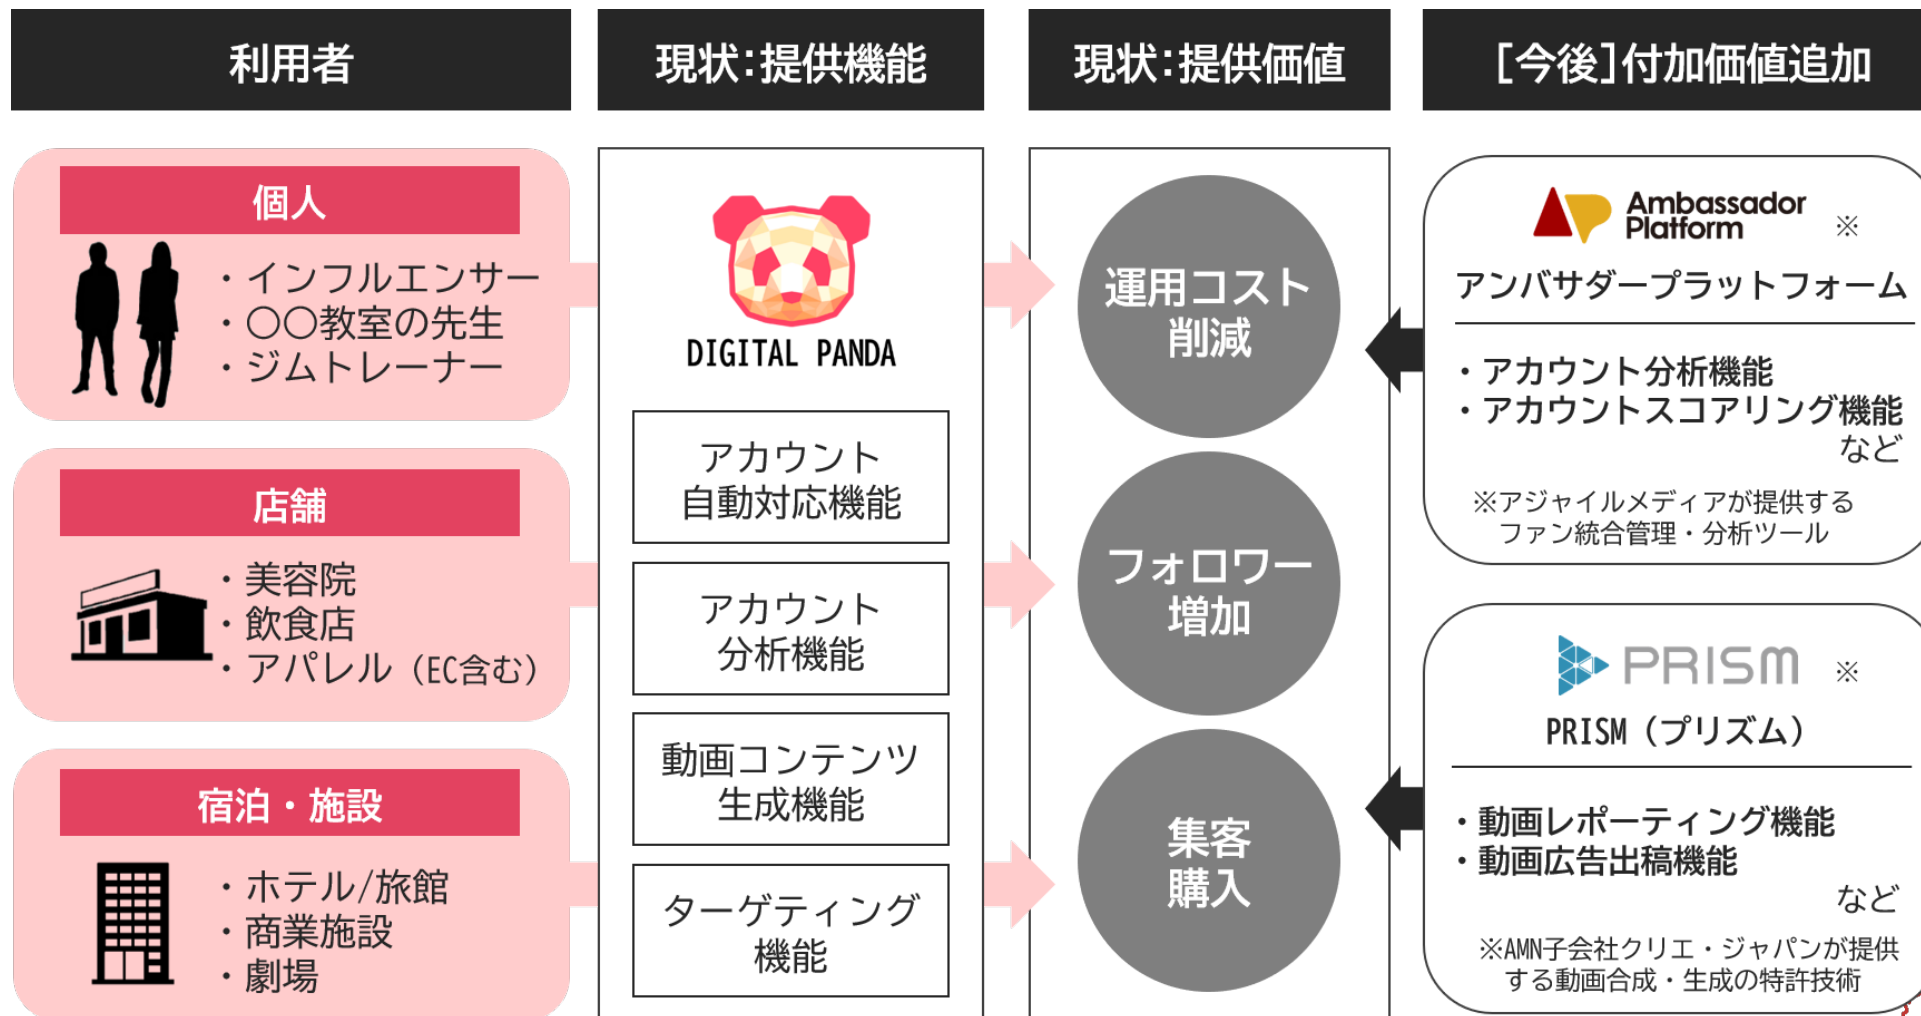 利用者
現状:提供機能
現状:提供価値
[今後]付加価値追加
個人
・インフルエンサー
・〇〇教室の先生
・ジムトレーナー
店舗
・美容院
・飲食店
・アパレル（EC含む）
宿泊・施設
・ホテル/旅館
・商業施設
・劇場
DIGITAL PANDA
アカウント
自動対応機能
アカウント
分析機能
動画コンテンツ
生成機能
ターゲティング
機能
運用コスト
削減
フォロワー
増加
集客
購入
Ambassador
Platform ※
アンバサダープラットフォーム
・アカウント分析機能
・アカウントスコアリング機能
など
※アジャイルメディアが提供する
ファン統合管理・分析ツール
PRISM ※
PRISM（プリズム）
・動画レポーティング機能
・動画広告出稿機能
など
※AMN子会社クリエ・ジャパンが提供
する動画合成・生成の特許技術